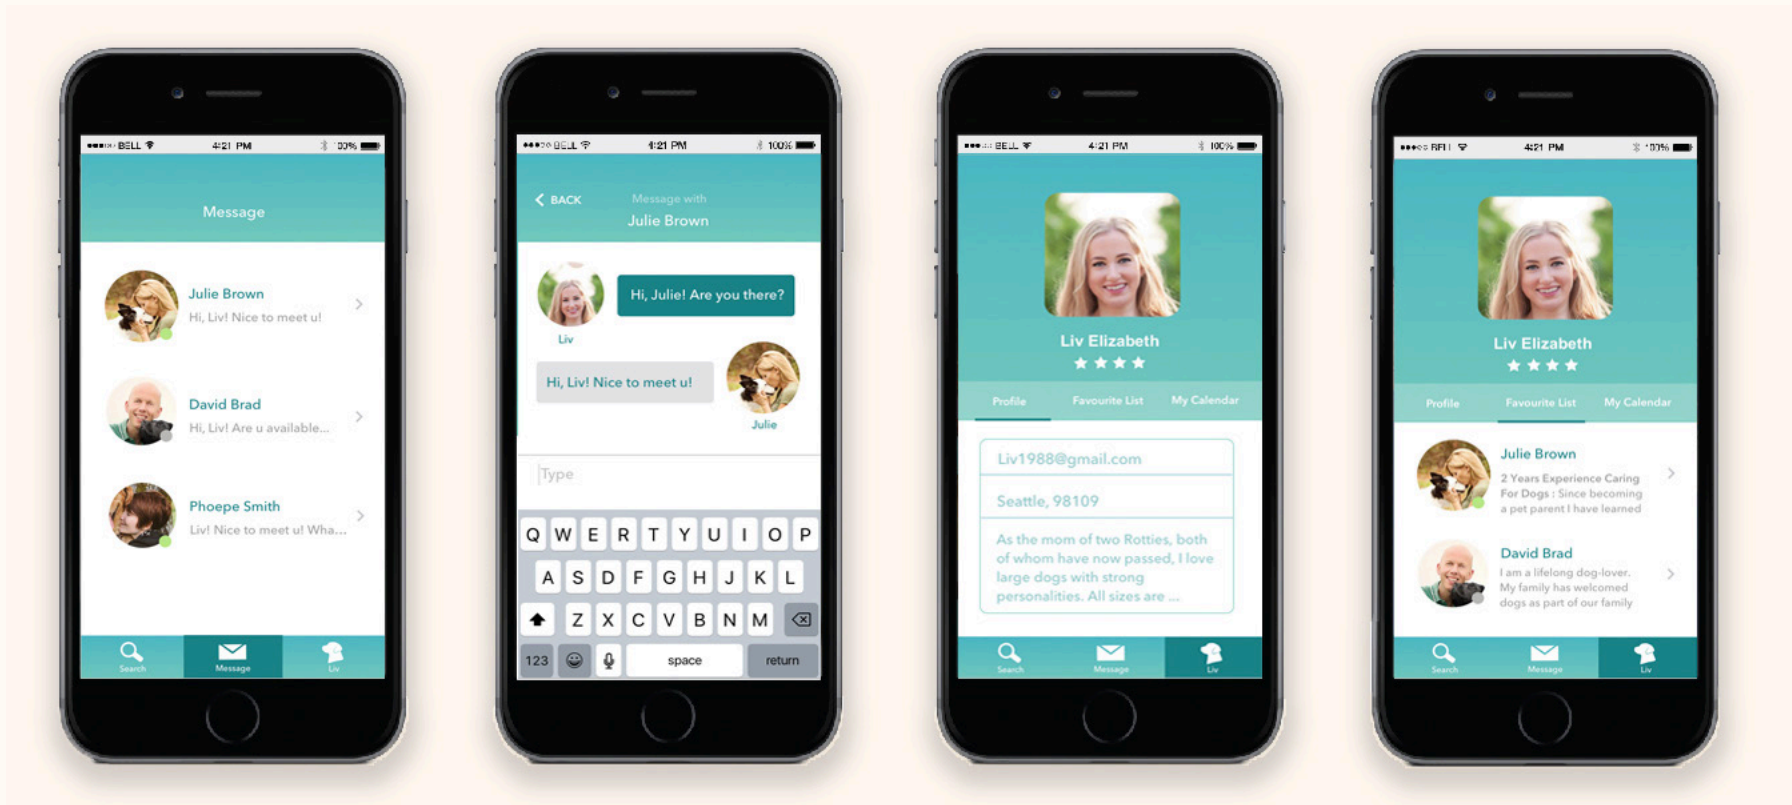 BELL
4:21 PM
100%
Message
Julie Brown
Hi, Liv! Nice to meet u!
David Brad
Hi, Liv! Are u available...
Phoepe Smith
Liv! Nice to meet u! Wha...
Search
Message
Liv
BELL
4:21 PM
100%
BACK
Message with
Julie Brown
Hi, Julie! Are you there?
Liv
Hi, Liv! Nice to meet u!
Julie
Type
Q W E R T Y U I O P
A S D F G H J K L
Z X C V B N M
123
space
return
BELL
4:21 PM
100%
Liv Elizabeth
Profile
Favourite List
My Calendar
Liv1988@gmail.com
Seattle, 98109
As the mom of two Rotties, both
of whom have now passed, I love
large dogs with strong
personalities. All sizes are ...
Search
Message
Liv
BELL
4:21 PM
100%
Liv Elizabeth
Profile
Favourite List
My Calendar
Julie Brown
2 Years Experience Caring
For Dogs : Since becoming
a pet parent I have learned
David Brad
I am a lifelong dog-lover.
My family has welcomed
dogs as part of our family
Search
Message
Liv